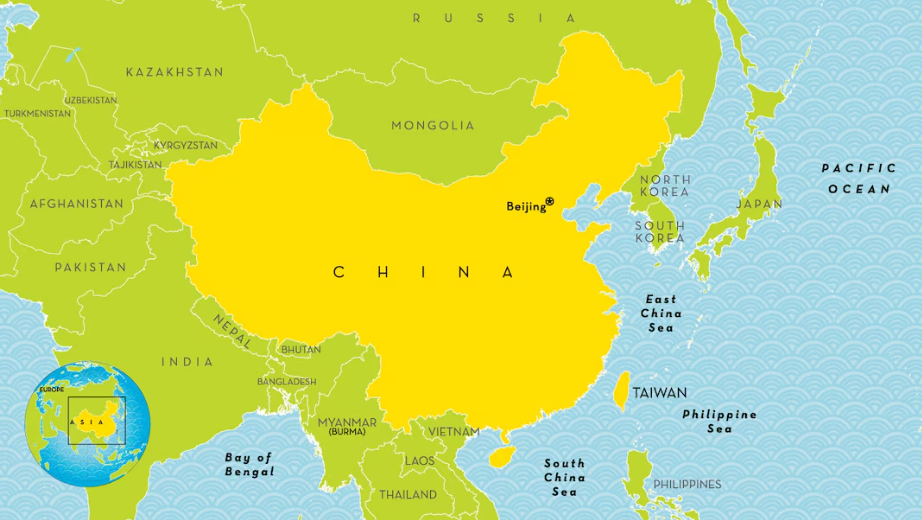 RUSSIA
KAZAKHSTAN
UZBEKISTAN
TURKMENISTAN
MONGOLIA
KYRGYZSTAN
TAJIKISTAN
PACIFIC
OCEAN
NORTH
KOREA
AFGHANISTAN
Beijing
JAPAN
SOUTH
KOREA
PAKISTAN
CHINA
East
China
Sea
NEPAL
BHUTAN
INDIA
BANGLADESH
EUROPE
ASIA
TAIWAN
Philippine
Sea
MYANMAR
(BURMA)
VIETNAM
Bay of
Bengal
LAOS
South
China
Sea
THAILAND
PHILIPPINES